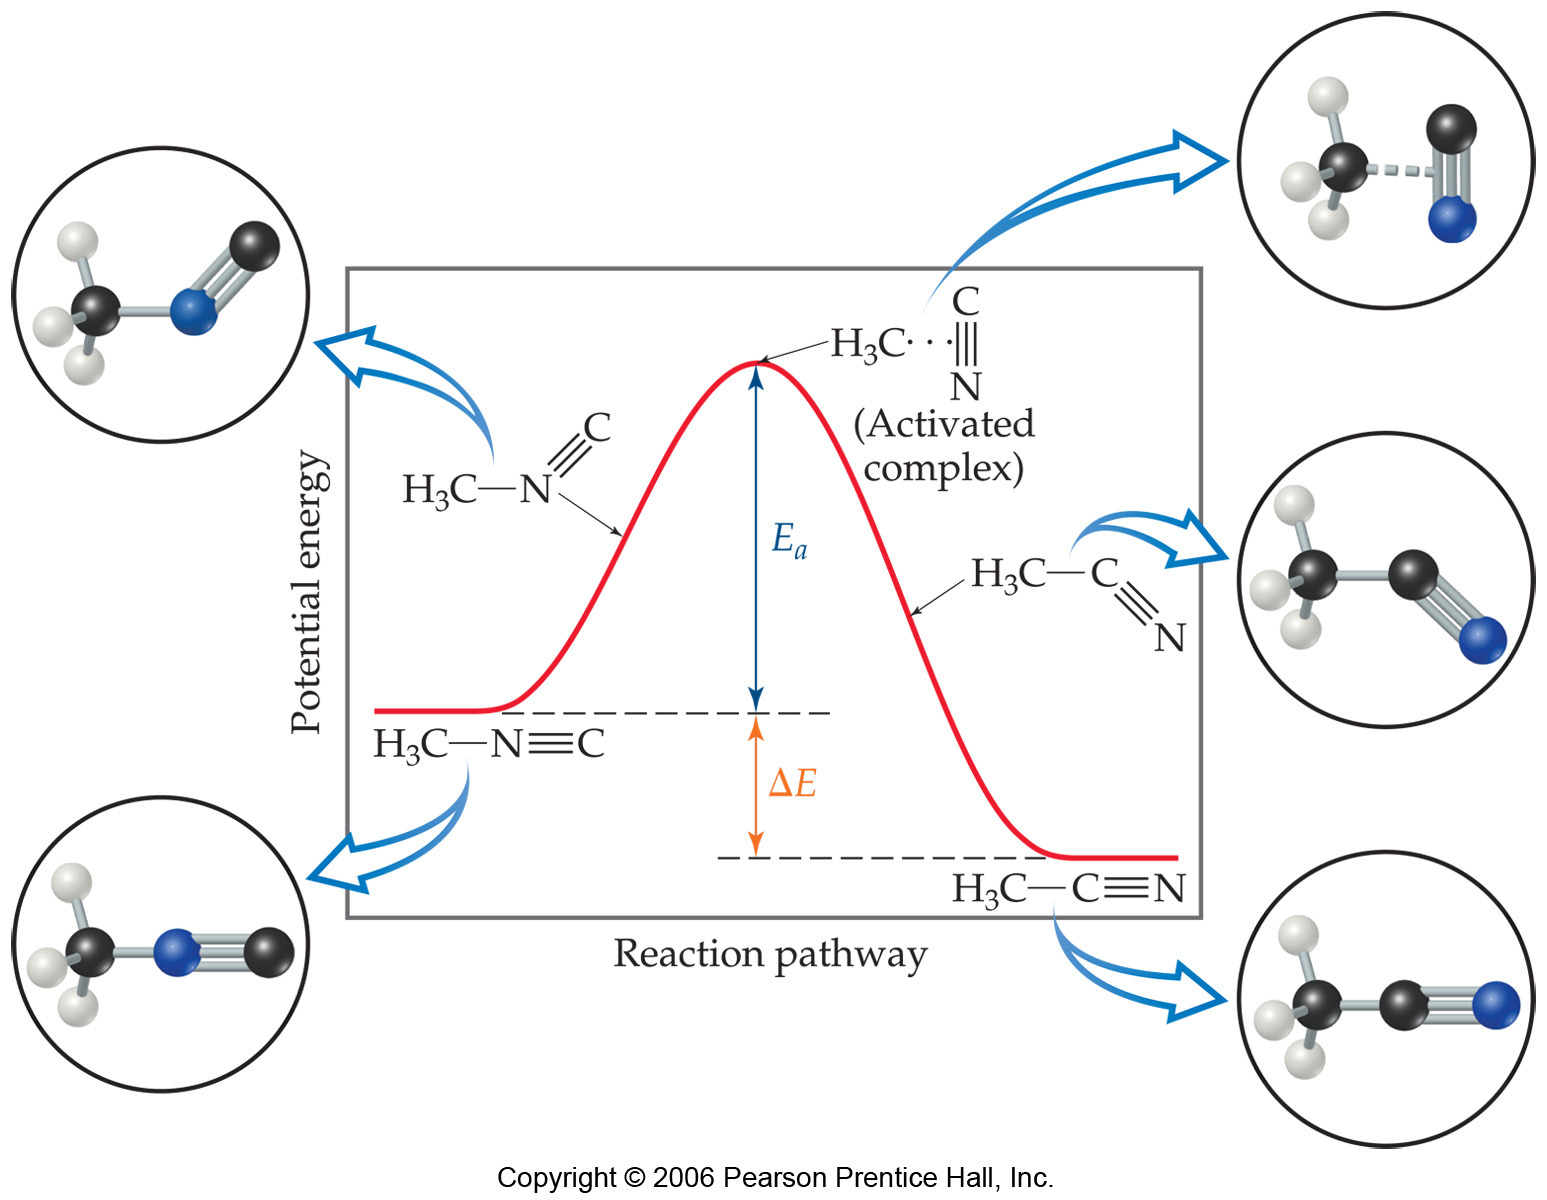 C
H₃C···|||
N
(Activated
complex)
H₃C—N≡C
Eₐ
H₃C—C≡N
Potential energy
H₃C—N≡C
ΔE
H₃C—C≡N
Reaction pathway
Copyright © 2006 Pearson Prentice Hall, Inc.